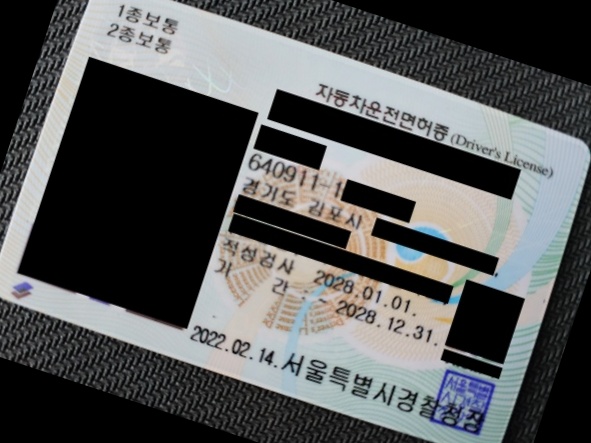 1종보통
2종보통
자동차운전면허증 (Driver's License)
640911-1
경기도 김포시
적성검사 2028.01.01.
기 간 : 2028.12.31.
2022.02.14. 서울특별시경찰청장